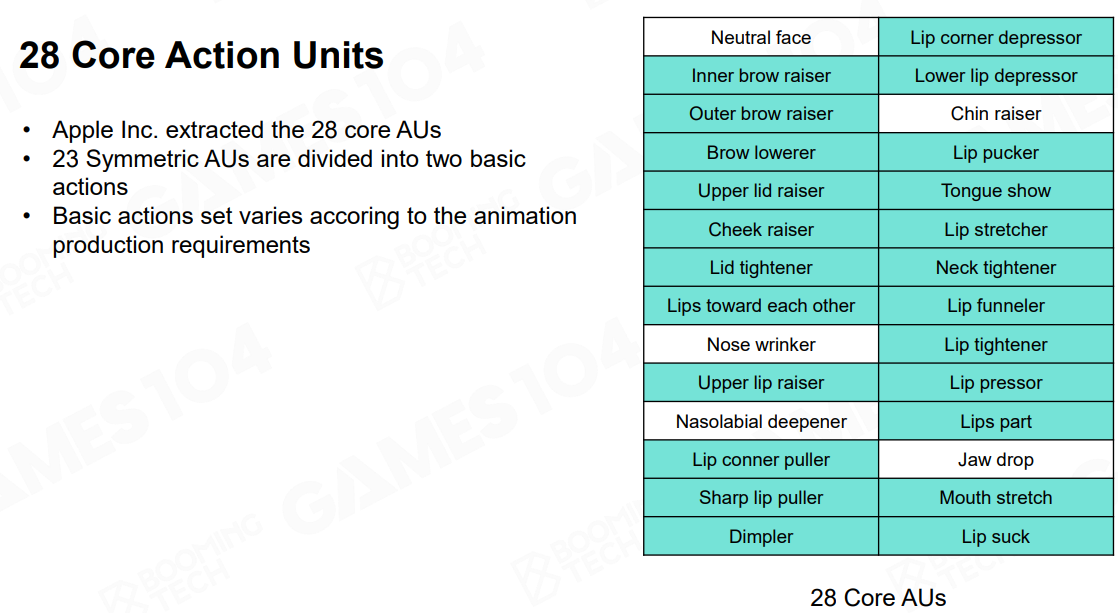 28 Core Action Units
• Apple Inc. extracted the 28 core AUs
• 23 Symmetric AUs are divided into two basic
actions
• Basic actions set varies accoring to the animation
production requirements
Neutral face Lip corner depressor
Inner brow raiser Lower lip depressor
Outer brow raiser Chin raiser
Brow lowerer Lip pucker
Upper lid raiser Tongue show
Cheek raiser Lip stretcher
Lid tightener Neck tightener
Lips toward each other Lip funneler
Nose wrinker Lip tightener
Upper lip raiser Lip pressor
Nasolabial deepener Lips part
Lip conner puller Jaw drop
Sharp lip puller Mouth stretch
Dimpler Lip suck
28 Core AUs
GAMES104
BOOMING
TECH